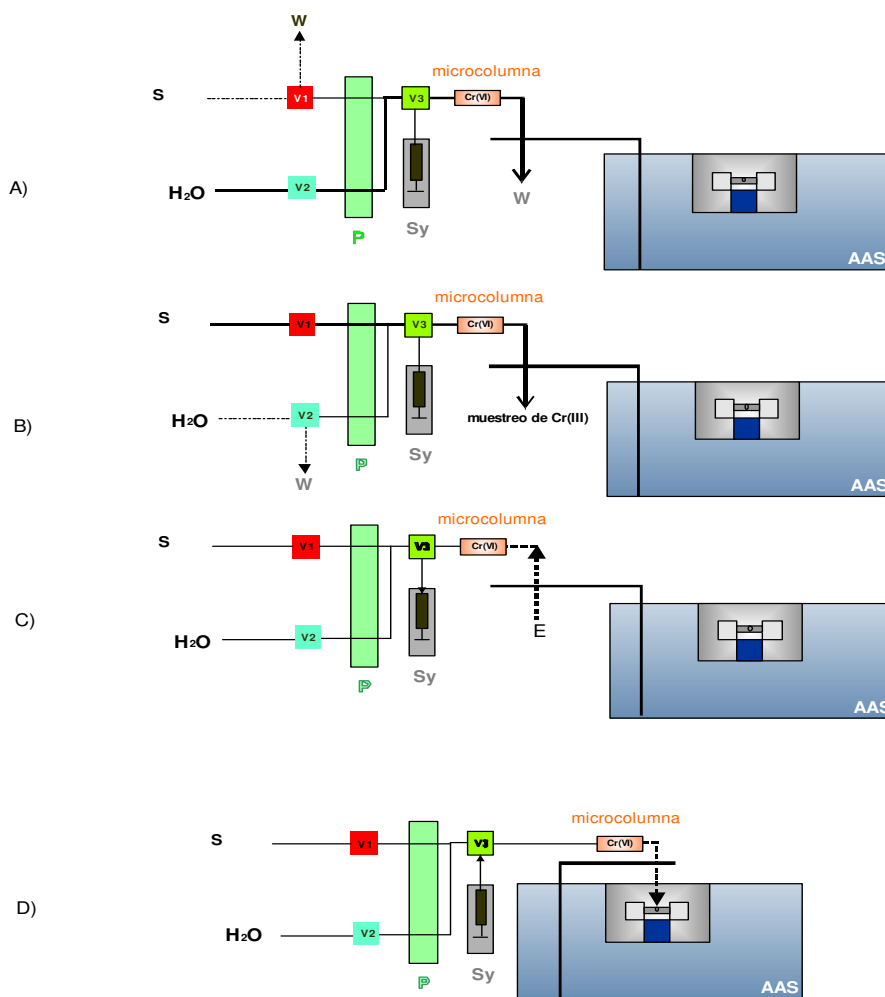 W
microcolumna
S
V1
V3
Cr(VI)
A)
H₂O
V2
W
P
Sy
AAS
microcolumna
S
V1
V3
Cr(VI)
H₂O
V2
muestreo de Cr(III)
B)
P
Sy
W
AAS
microcolumna
S
V1
V3
Cr(VI)
C)
H₂O
V2
E
P
Sy
AAS
microcolumna
S
V1
V3
Cr(VI)
D)
H₂O
V2
P
Sy
AAS